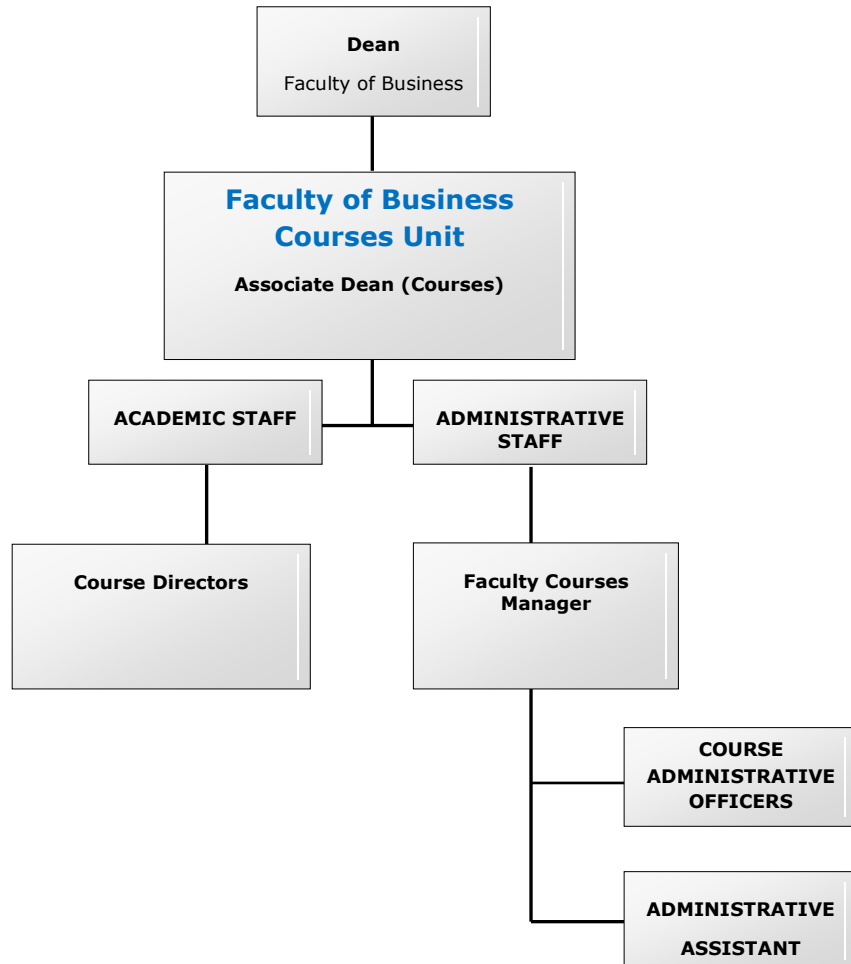 Dean
Faculty of Business
Faculty of Business
Courses Unit
Associate Dean (Courses)
ACADEMIC STAFF
ADMINISTRATIVE
STAFF
Course Directors
Faculty Courses
Manager
COURSE
ADMINISTRATIVE
OFFICERS
ADMINISTRATIVE
ASSISTANT